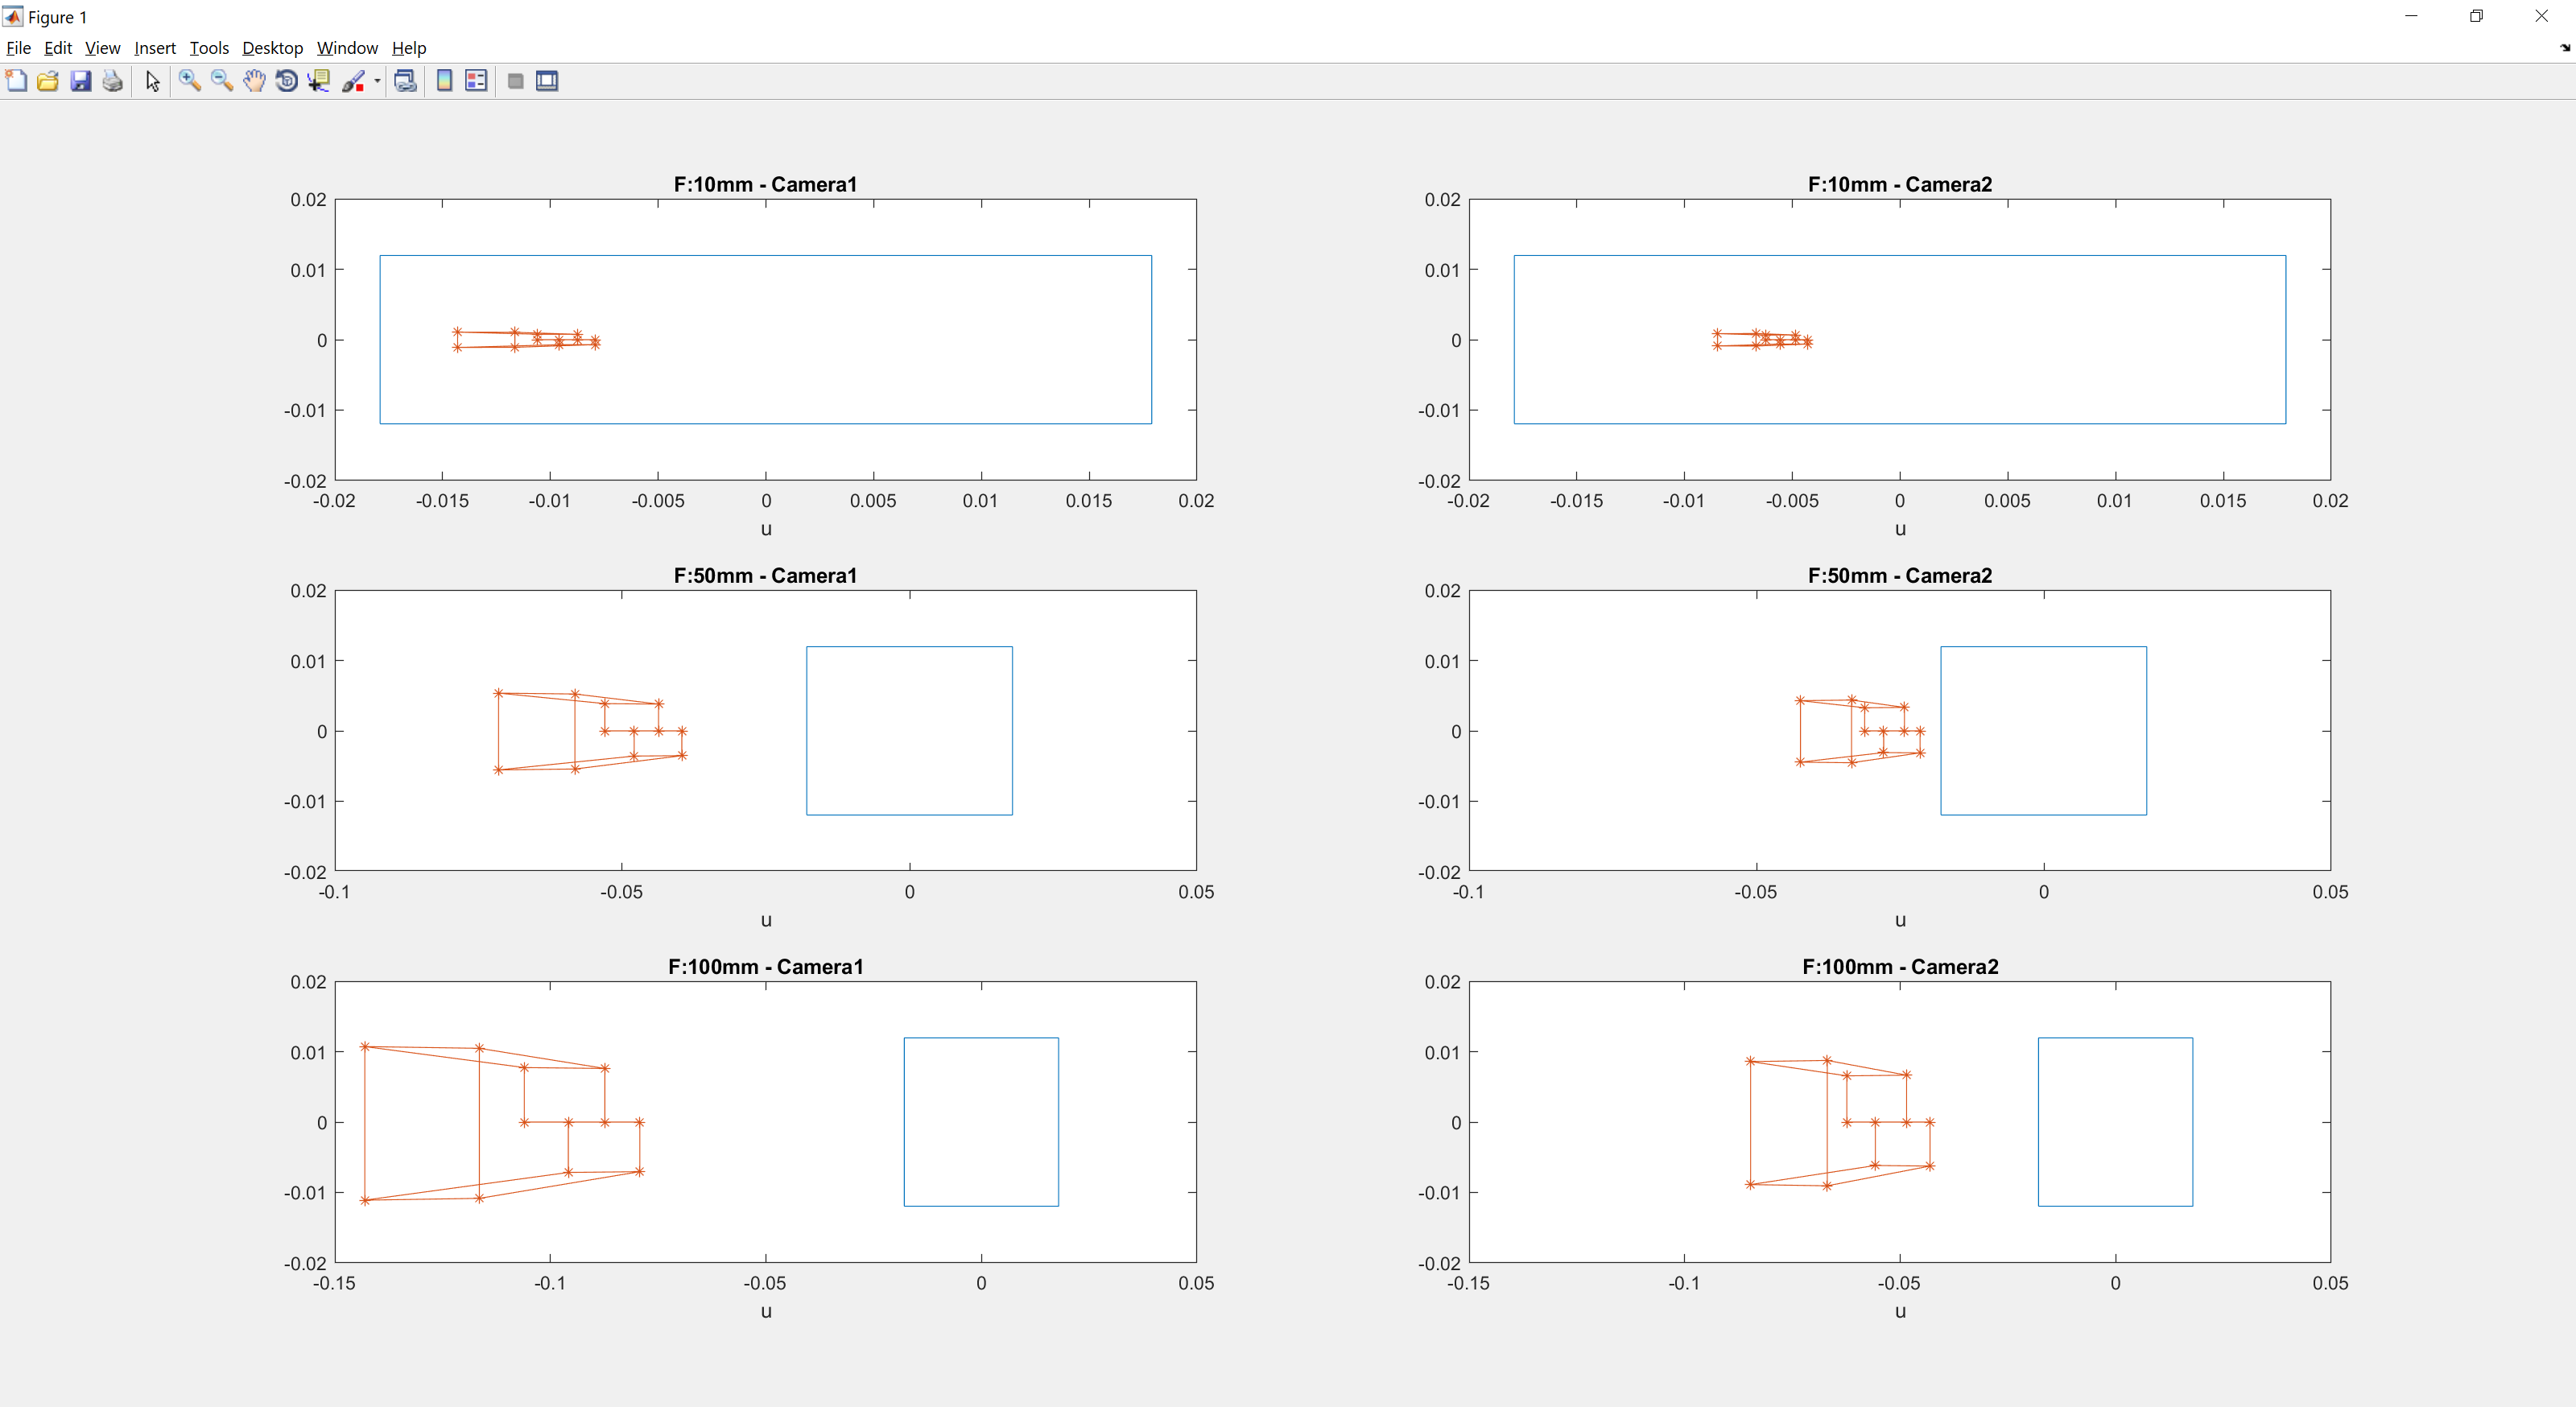 Figure 1
File Edit View Insert Tools Desktop Window Help
F:10mm - Camera1
0.02
0.01
0
-0.01
-0.02
-0.02 -0.015 -0.01 -0.005 0 0.005 0.01 0.015 0.02
u
F:10mm - Camera2
0.02
0.01
0
-0.01
-0.02
-0.02 -0.015 -0.01 -0.005 0 0.005 0.01 0.015 0.02
u
F:50mm - Camera1
0.02
0.01
0
-0.01
-0.02
-0.1 -0.05 0 0.05
u
F:50mm - Camera2
0.02
0.01
0
-0.01
-0.02
-0.1 -0.05 0 0.05
u
F:100mm - Camera1
0.02
0.01
0
-0.01
-0.02
-0.15 -0.1 -0.05 0 0.05
u
F:100mm - Camera2
0.02
0.01
0
-0.01
-0.02
-0.15 -0.1 -0.05 0 0.05
u